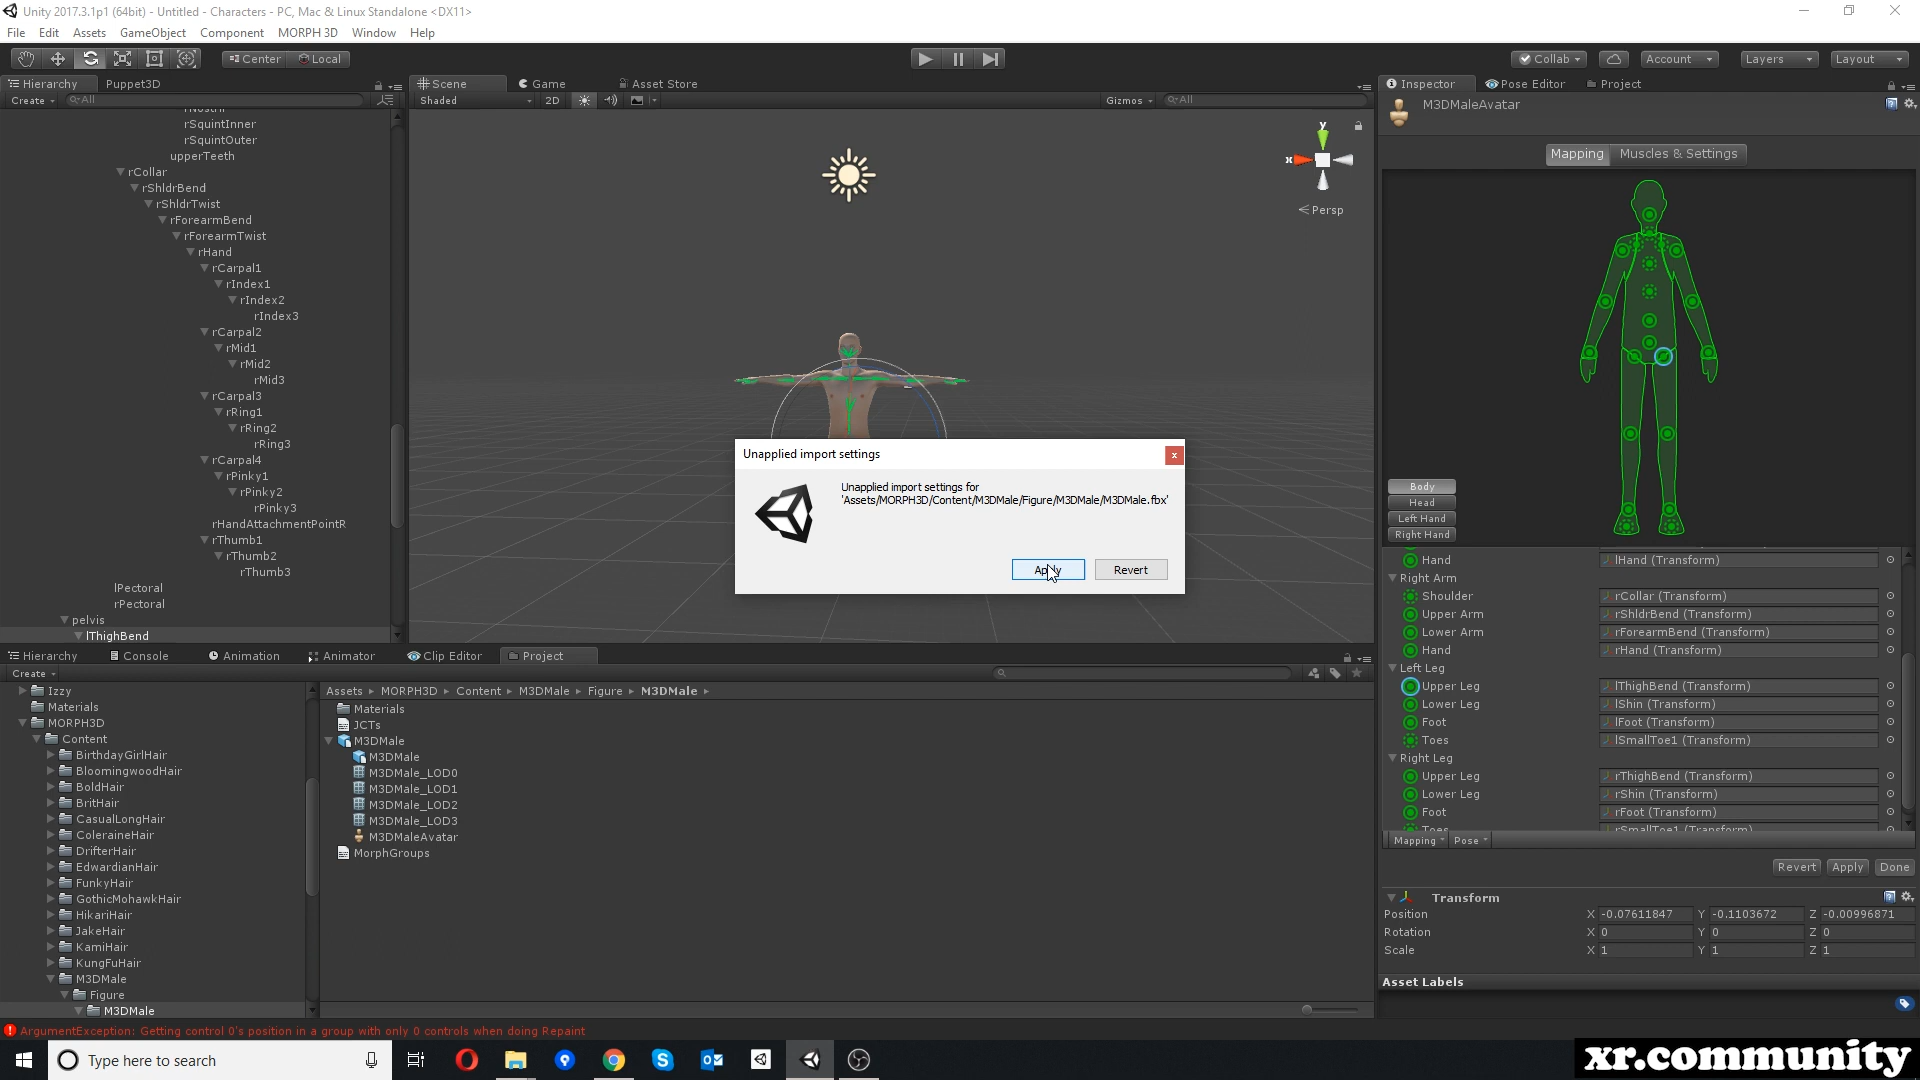 Unity 2017.3.1p1 (64bit) - Untitled - Characters - PC, Mac & Linux Standalone <DX11>
File Edit Assets GameObject Component MORPH 3D Window Help
Center Local Collab Account Layers Layout
Hierarchy Puppet3D
Create All
rSquintInner
rSquintOuter
upperTeeth
rCollar
rShldrBend
rShldrTwist
rForearmBend
rForearmTwist
rHand
rCarpal1
rIndex1
rIndex2
rIndex3
rCarpal2
rMid1
rMid2
rMid3
rCarpal3
rRing1
rRing2
rRing3
rCarpal4
rPinky1
rPinky2
rPinky3
rHandAttachmentPointR
rThumb1
rThumb2
rThumb3
lPectoral
rPectoral
pelvis
lThighBend
Scene Game Asset Store
Shaded 2D Gizmos All
y
x
Persp
Unapplied import settings
x
Unapplied import settings for
'Assets/MORPH3D/Content/M3DMale/Figure/M3DMale/M3DMale.fbx'
Apply Revert
Inspector Pose Editor Project
M3DMaleAvatar
Mapping Muscles & Settings
Body
Head
Left Hand
Right Hand
Hand lHand (Transform)
Right Arm
Shoulder rCollar (Transform)
Upper Arm rShldrBend (Transform)
Lower Arm rForearmBend (Transform)
Hand rHand (Transform)
Left Leg
Upper Leg lThighBend (Transform)
Lower Leg lShin (Transform)
Foot lFoot (Transform)
Toes lSmallToe1 (Transform)
Right Leg
Upper Leg rThighBend (Transform)
Lower Leg rShin (Transform)
Foot rFoot (Transform)
Toes rSmallToe1 (Transform)
Mapping Pose
Revert Apply Done
Transform
Position X -0.07611847 Y -0.1103672 Z -0.00996871
Rotation X 0 Y 0 Z 0
Scale X 1 Y 1 Z 1
Asset Labels
Hierarchy Console Animation Animator Clip Editor Project
Create
Izzy
Materials
MORPH3D
Content
BirthdayGirlHair
BloomingwoodHair
BoldHair
BritHair
CasualLongHair
ColeraineHair
DrifterHair
EdwardianHair
FunkyHair
GothicMohawkHair
HikariHair
JakeHair
KamiHair
KungFuHair
M3DMale
Figure
M3DMale
Assets MORPH3D Content M3DMale Figure M3DMale
Materials
JCTs
M3DMale
M3DMale
M3DMale_LOD0
M3DMale_LOD1
M3DMale_LOD2
M3DMale_LOD3
M3DMaleAvatar
MorphGroups
ArgumentException: Getting control 0's position in a group with only 0 controls when doing Repaint
Type here to search
xr.community